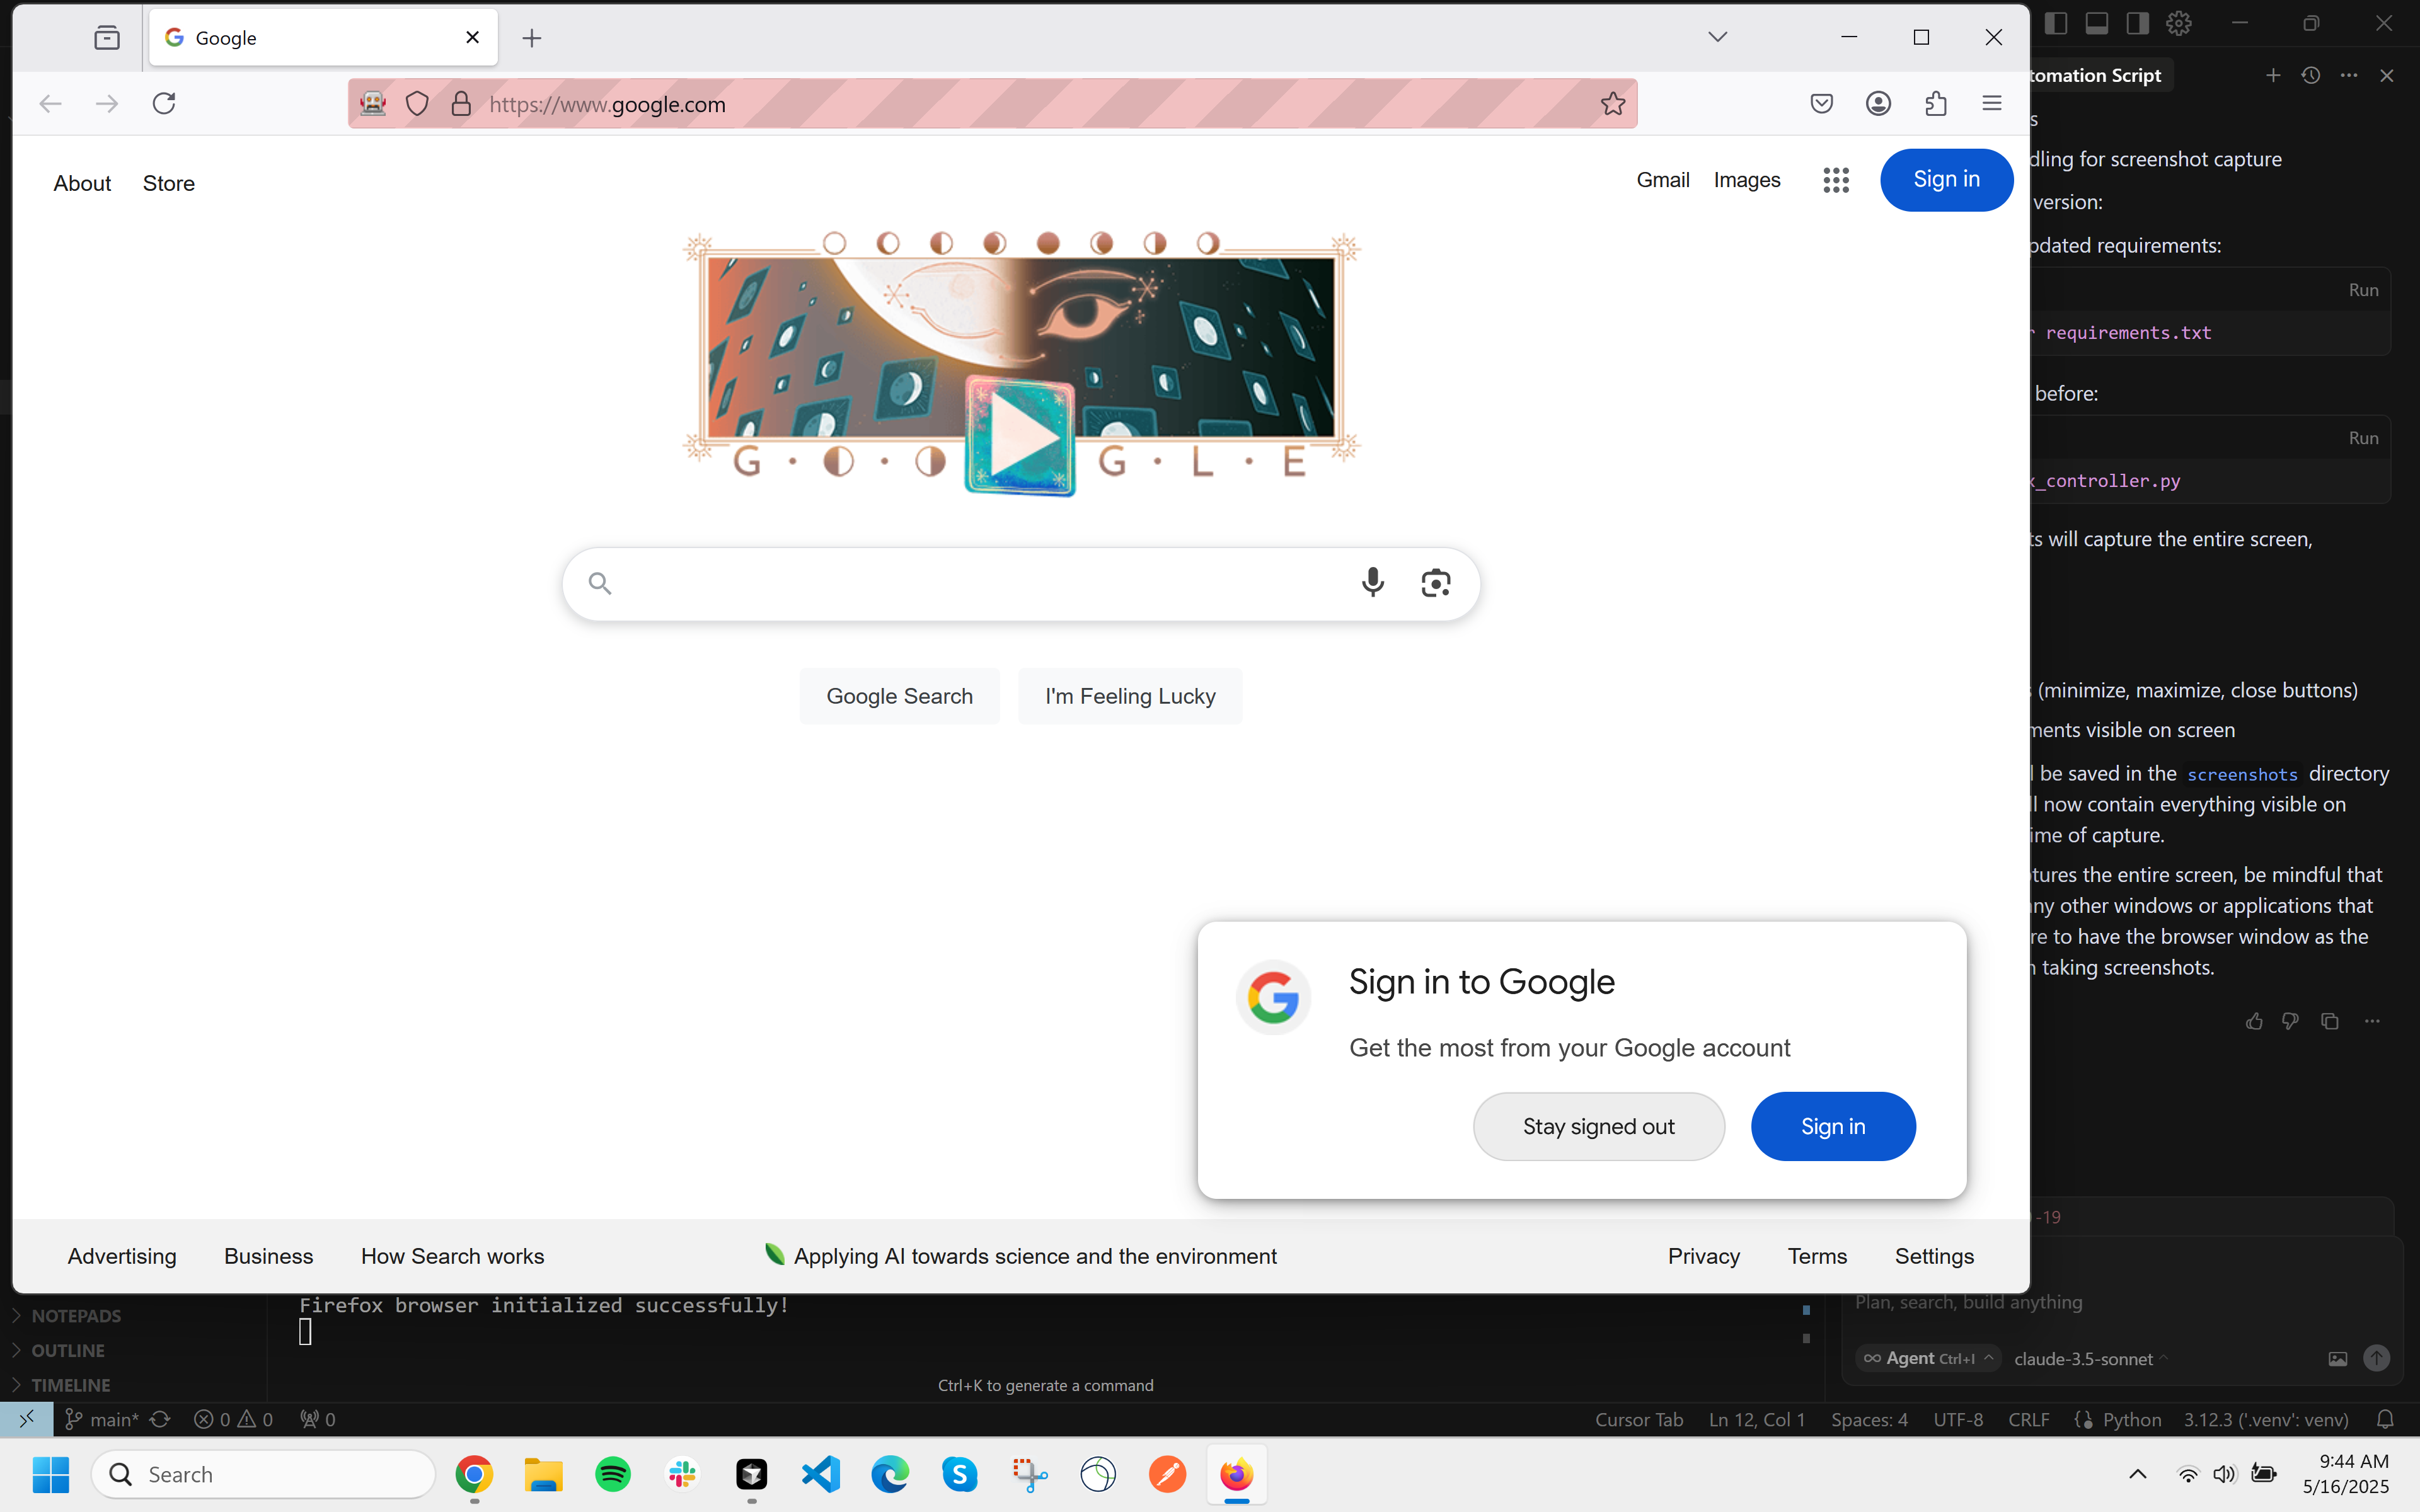 Google
tomation Script
https://www.google.com
About
Store
Gmail
Images
Sign in
G · · G · L · E
Google Search
I'm Feeling Lucky
Sign in to Google
Get the most from your Google account
Stay signed out
Sign in
Advertising
Business
How Search works
Applying AI towards science and the environment
Privacy
Terms
Settings
s
dling for screenshot capture
version:
pdated requirements:
Run
r requirements.txt
before:
Run
x_controller.py
ts will capture the entire screen,
s (minimize, maximize, close buttons)
ments visible on screen
l be saved in the screenshots directory
ll now contain everything visible on
ime of capture.
tures the entire screen, be mindful that
any other windows or applications that
re to have the browser window as the
n taking screenshots.
-19
Plan, search, build anything
Agent Ctrl+I
claude-3.5-sonnet
Firefox browser initialized successfully!
NOTEPADS
OUTLINE
TIMELINE
Ctrl+K to generate a command
main*
0
0
0
Cursor Tab
Ln 12, Col 1
Spaces: 4
UTF-8
CRLF
Python
3.12.3 ('.venv': venv)
Search
9:44 AM
5/16/2025